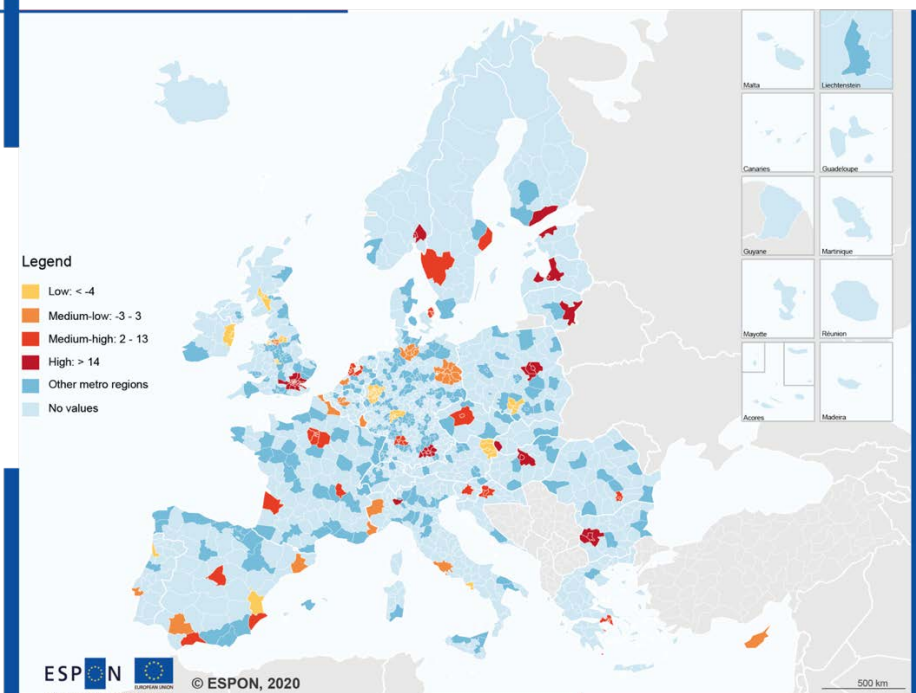 Malta
Liechtenstein
Canaries
Guadeloupe
Guyane
Martinique
Mayotte
Réunion
Acores
Madeira
Legend
Low: < -4
Medium-low: -3 - 3
Medium-high: 2 - 13
High: > 14
Other metro regions
No values
ESPON
EUROPEAN UNION
© ESPON, 2020
500 km